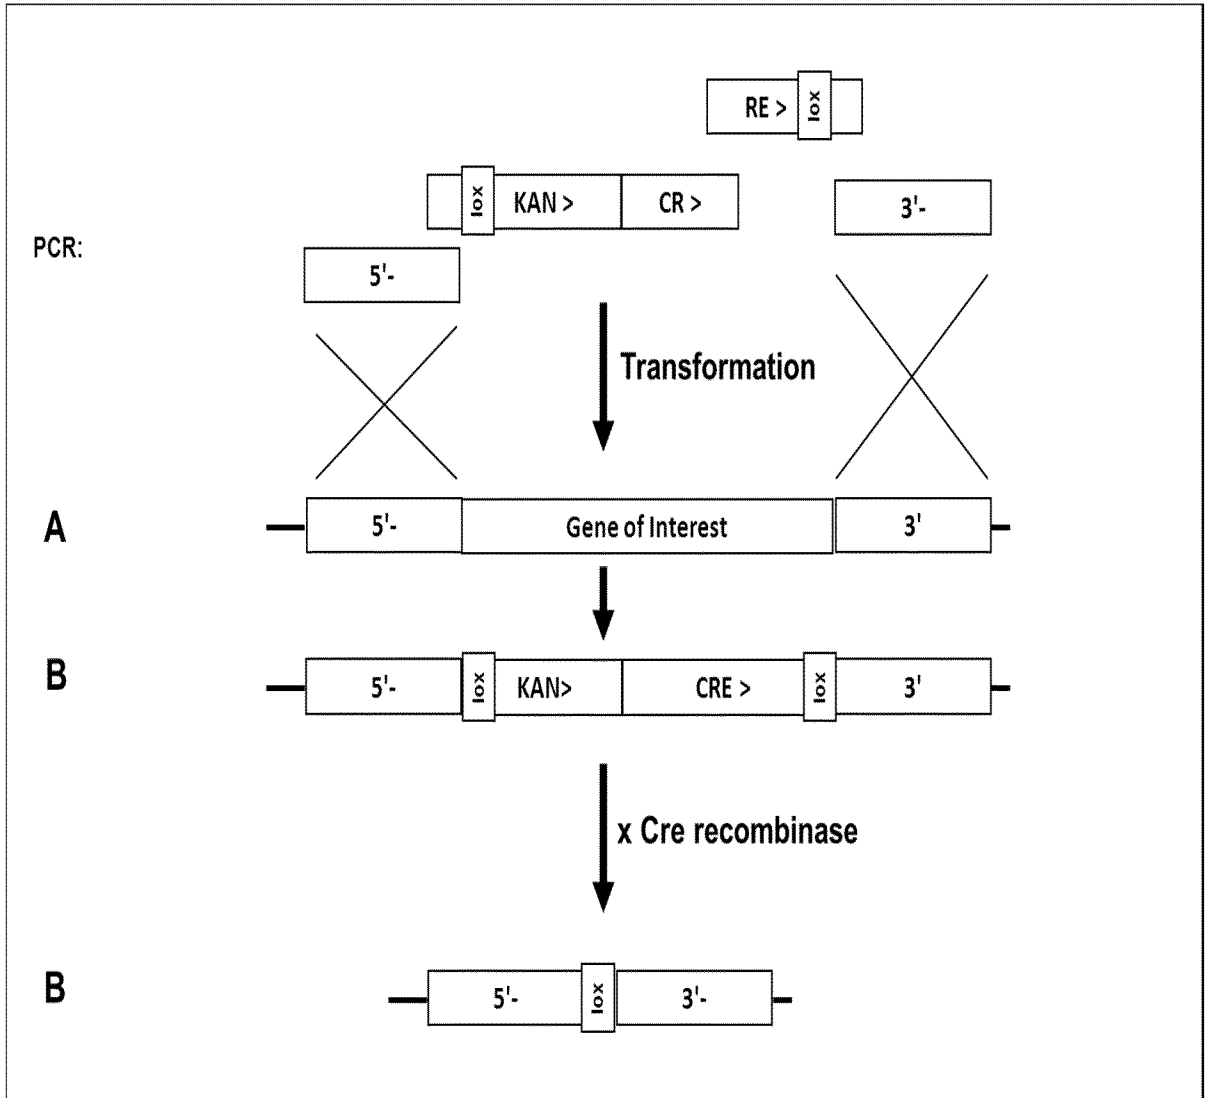 RE > lox
lox KAN > CR >
3'-
PCR:
5'-
Transformation
A 5'- Gene of Interest 3'
B 5'- lox KAN> CRE > lox 3'
x Cre recombinase
B 5'- lox 3'-